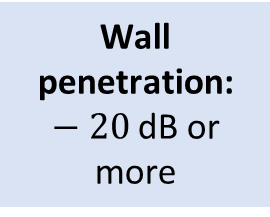 Wall
penetration:
− 20 dB or
more